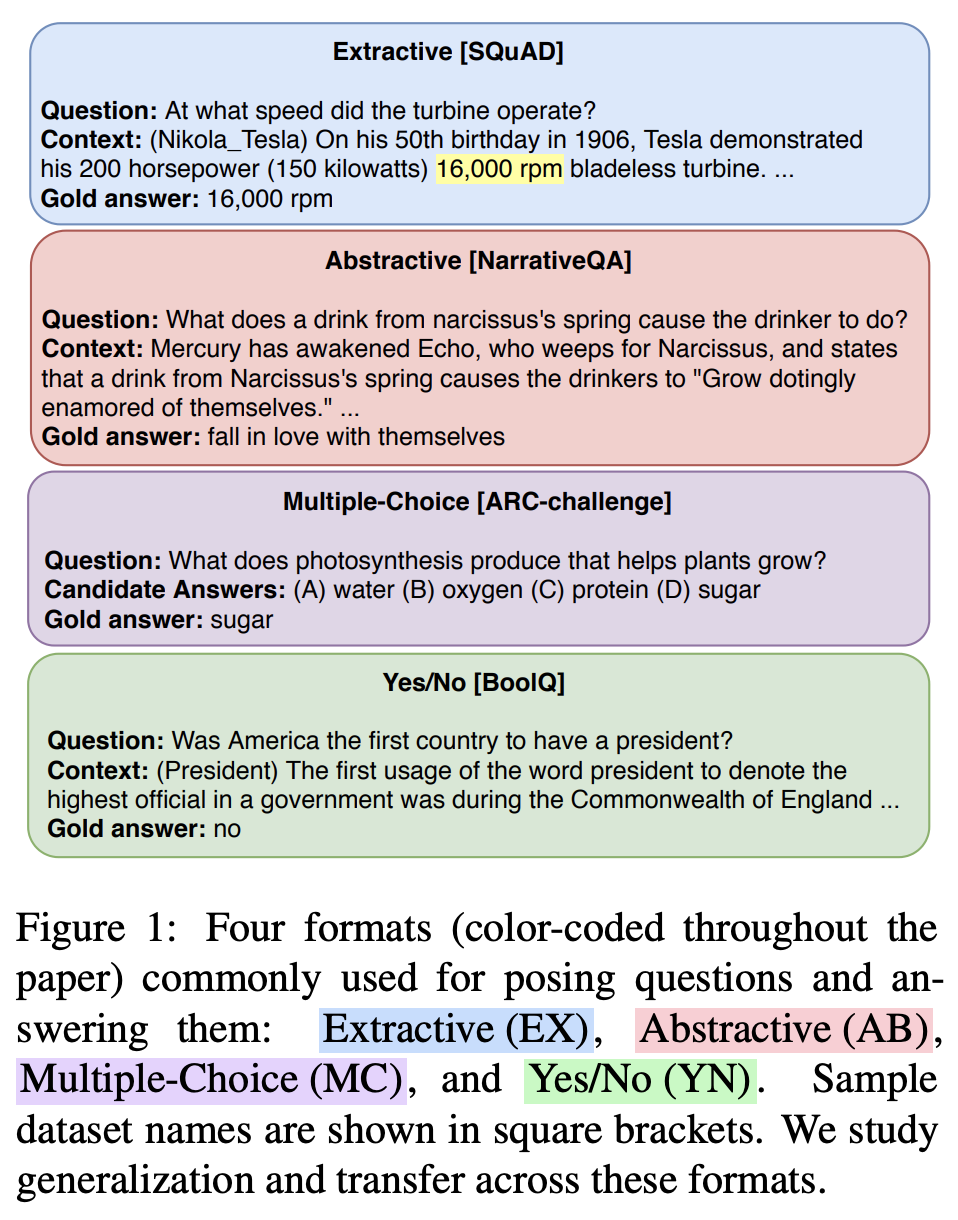 Extractive [SQuAD]
Question: At what speed did the turbine operate?
Context: (Nikola_Tesla) On his 50th birthday in 1906, Tesla demonstrated
his 200 horsepower (150 kilowatts) 16,000 rpm bladeless turbine. ...
Gold answer: 16,000 rpm
Abstractive [NarrativeQA]
Question: What does a drink from narcissus's spring cause the drinker to do?
Context: Mercury has awakened Echo, who weeps for Narcissus, and states
that a drink from Narcissus's spring causes the drinkers to "Grow dotingly
enamored of themselves." ...
Gold answer: fall in love with themselves
Multiple-Choice [ARC-challenge]
Question: What does photosynthesis produce that helps plants grow?
Candidate Answers: (A) water (B) oxygen (C) protein (D) sugar
Gold answer: sugar
Yes/No [BoolQ]
Question: Was America the first country to have a president?
Context: (President) The first usage of the word president to denote the
highest official in a government was during the Commonwealth of England ...
Gold answer: no
Figure 1: Four formats (color-coded throughout the
paper) commonly used for posing questions and an-
swering them: Extractive (EX), Abstractive (AB),
Multiple-Choice (MC), and Yes/No (YN). Sample
dataset names are shown in square brackets. We study
generalization and transfer across these formats.